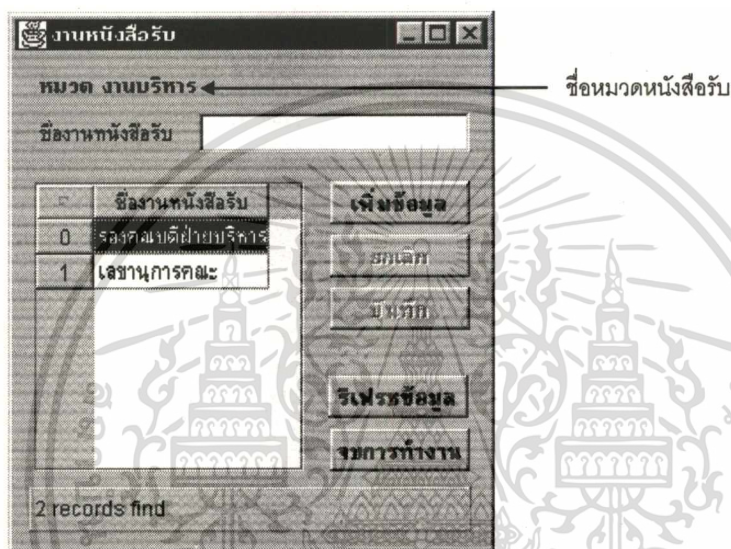 งานหนังสือรับ
หมวด งานบริหาร
ชื่อหมวดหนังสือรับ
ชื่องานหนังสือรับ
ชื่องานหนังสือรับ
เพิ่มข้อมูล
0 รองคณบดีฝ่ายบริหาร
ยกเลิก
1 เลขานุการคณะ
บันทึก
รีเฟรชข้อมูล
จบการทำงาน
2 records find